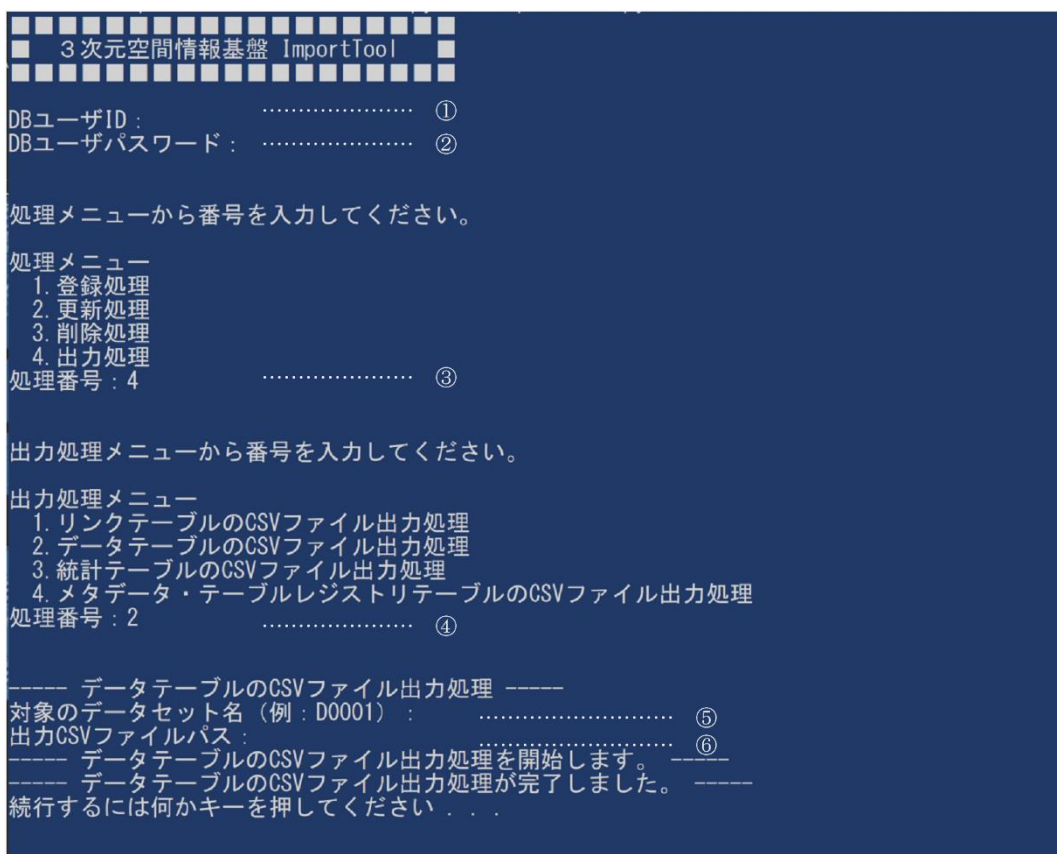 ■■■■■■■■■■■■■■■■■■■
■　３次元空間情報基盤 ImportTool　■
■■■■■■■■■■■■■■■■■■■
DBユーザID： ………………… ①
DBユーザパスワード： ………………… ②
処理メニューから番号を入力してください。
処理メニュー
1.登録処理
2.更新処理
3.削除処理
4.出力処理
処理番号：4 ………………… ③
出力処理メニューから番号を入力してください。
出力処理メニュー
1.リンクテーブルのCSVファイル出力処理
2.データテーブルのCSVファイル出力処理
3.統計テーブルのCSVファイル出力処理
4.メタデータ・テーブルレジストリテーブルのCSVファイル出力処理
処理番号：2 ………………… ④
----- データテーブルのCSVファイル出力処理 -----
対象のデータセット名（例：D0001）： ……………………… ⑤
出力CSVファイルパス： ……………………… ⑥
----- データテーブルのCSVファイル出力処理を開始します。 -----
----- データテーブルのCSVファイル出力処理が完了しました。 -----
続行するには何かキーを押してください . . .